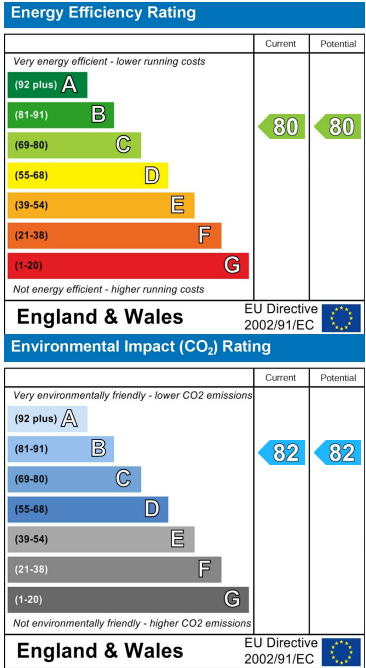 Energy Efficiency Rating
Current Potential
Very energy efficient - lower running costs
(92 plus) A
(81-91) B
(69-80) C
80 80
(55-68) D
(39-54) E
(21-38) F
(1-20) G
Not energy efficient - higher running costs
England & Wales
EU Directive
2002/91/EC
Environmental Impact (CO₂) Rating
Current Potential
Very environmentally friendly - lower CO2 emissions
(92 plus) A
(81-91) B
82 82
(69-80) C
(55-68) D
(39-54) E
(21-38) F
(1-20) G
Not environmentally friendly - higher CO2 emissions
England & Wales
EU Directive
2002/91/EC